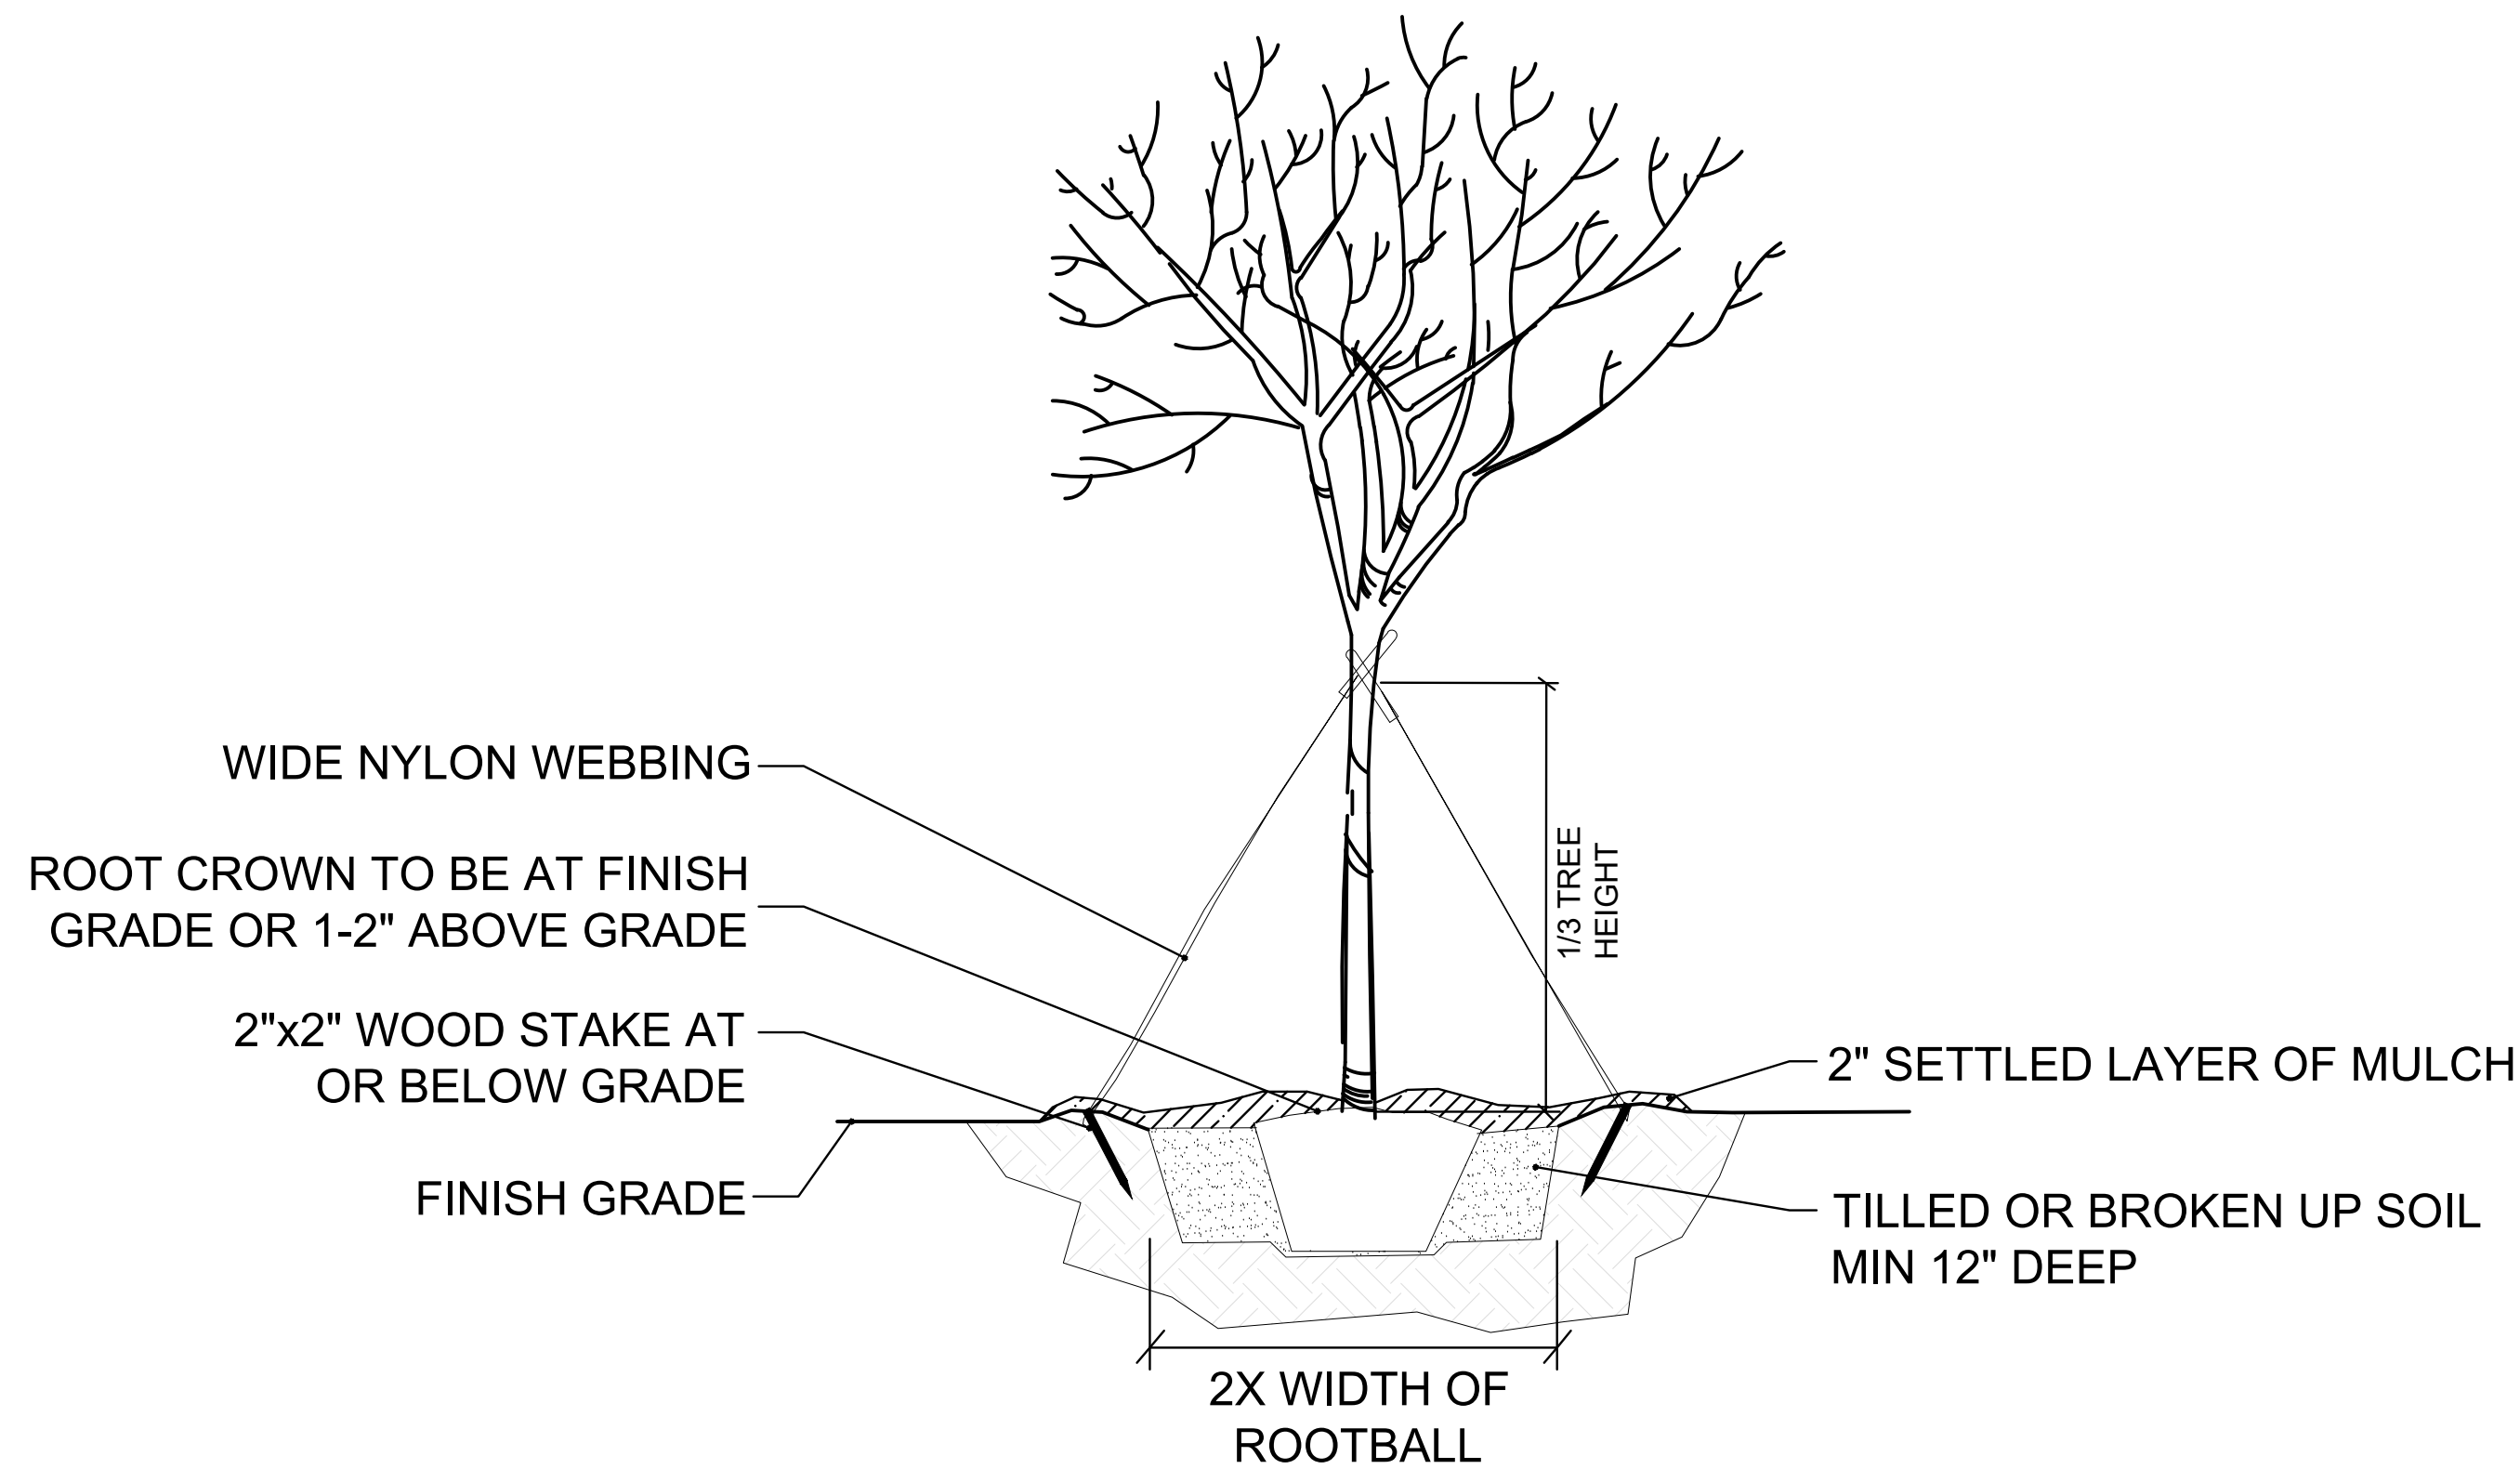 WIDE NYLON WEBBING
ROOT CROWN TO BE AT FINISH
GRADE OR 1-2" ABOVE GRADE
2"x2" WOOD STAKE AT
OR BELOW GRADE
FINISH GRADE
1/3 TREE
HEIGHT
2" SETTLED LAYER OF MULCH
TILLED OR BROKEN UP SOIL
MIN 12" DEEP
2X WIDTH OF
ROOTBALL